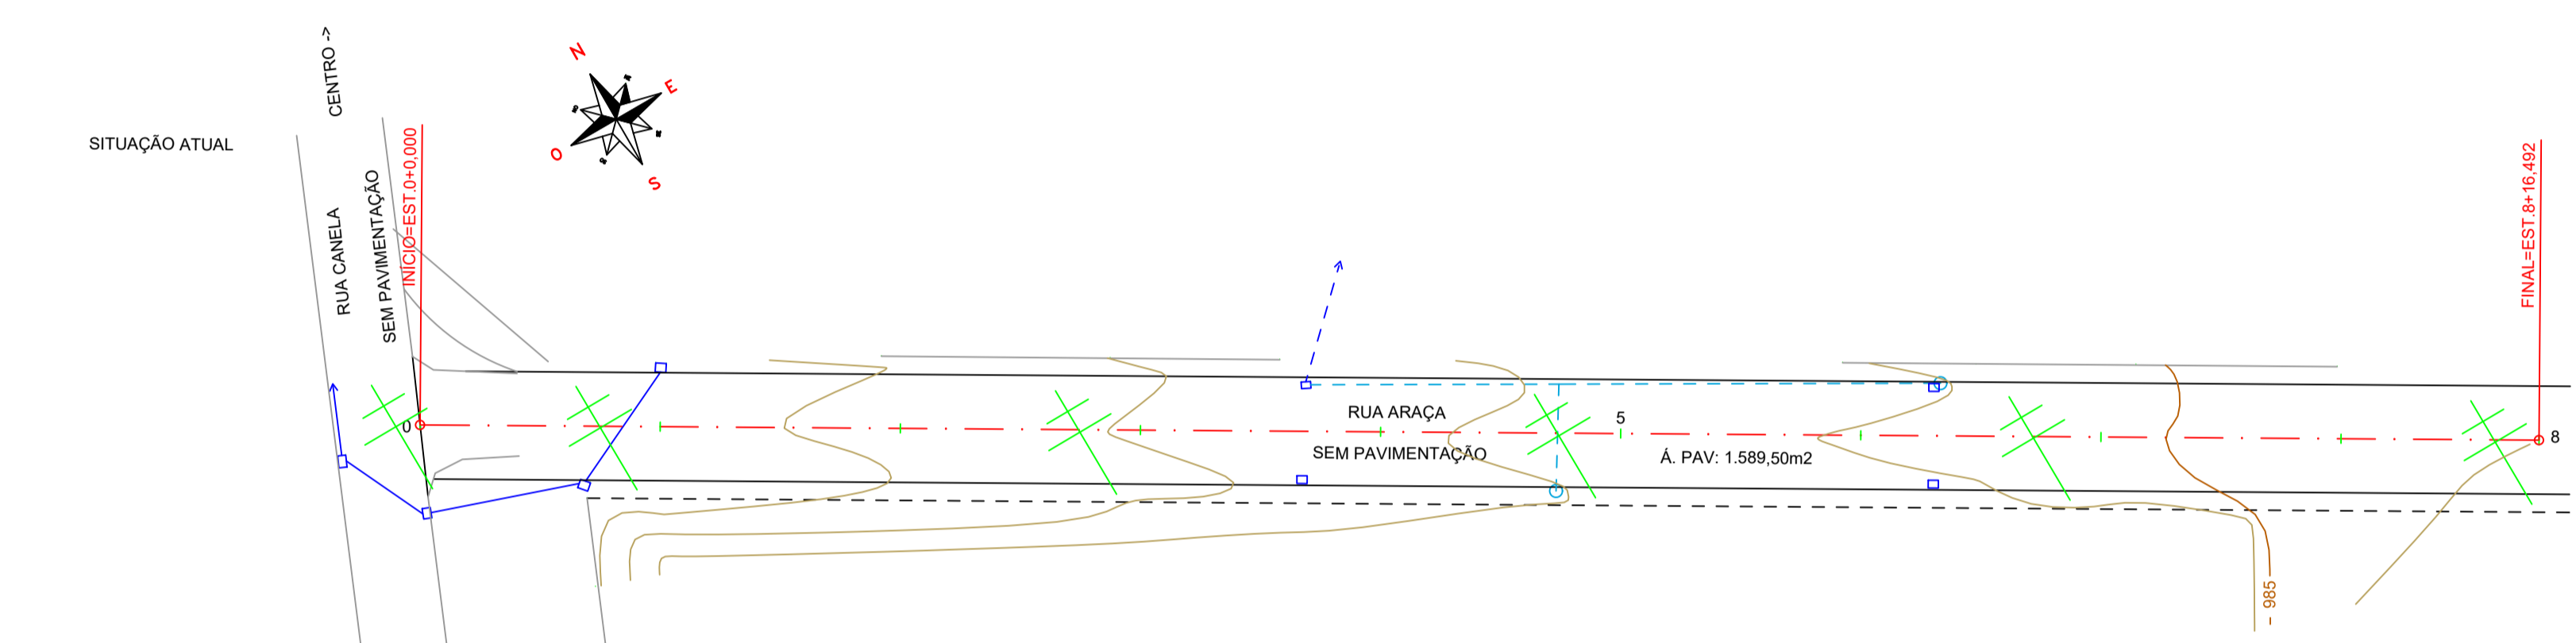 SITUAÇÃO ATUAL
CENTRO ->
RUA CANELA
SEM PAVIMENTAÇÃO
INÍCIO=EST.0+0,000
N
E
O
S
0
RUA ARAÇA
SEM PAVIMENTAÇÃO
5
Á. PAV: 1.589,50m2
FINAL=EST.8+16,492
8
985